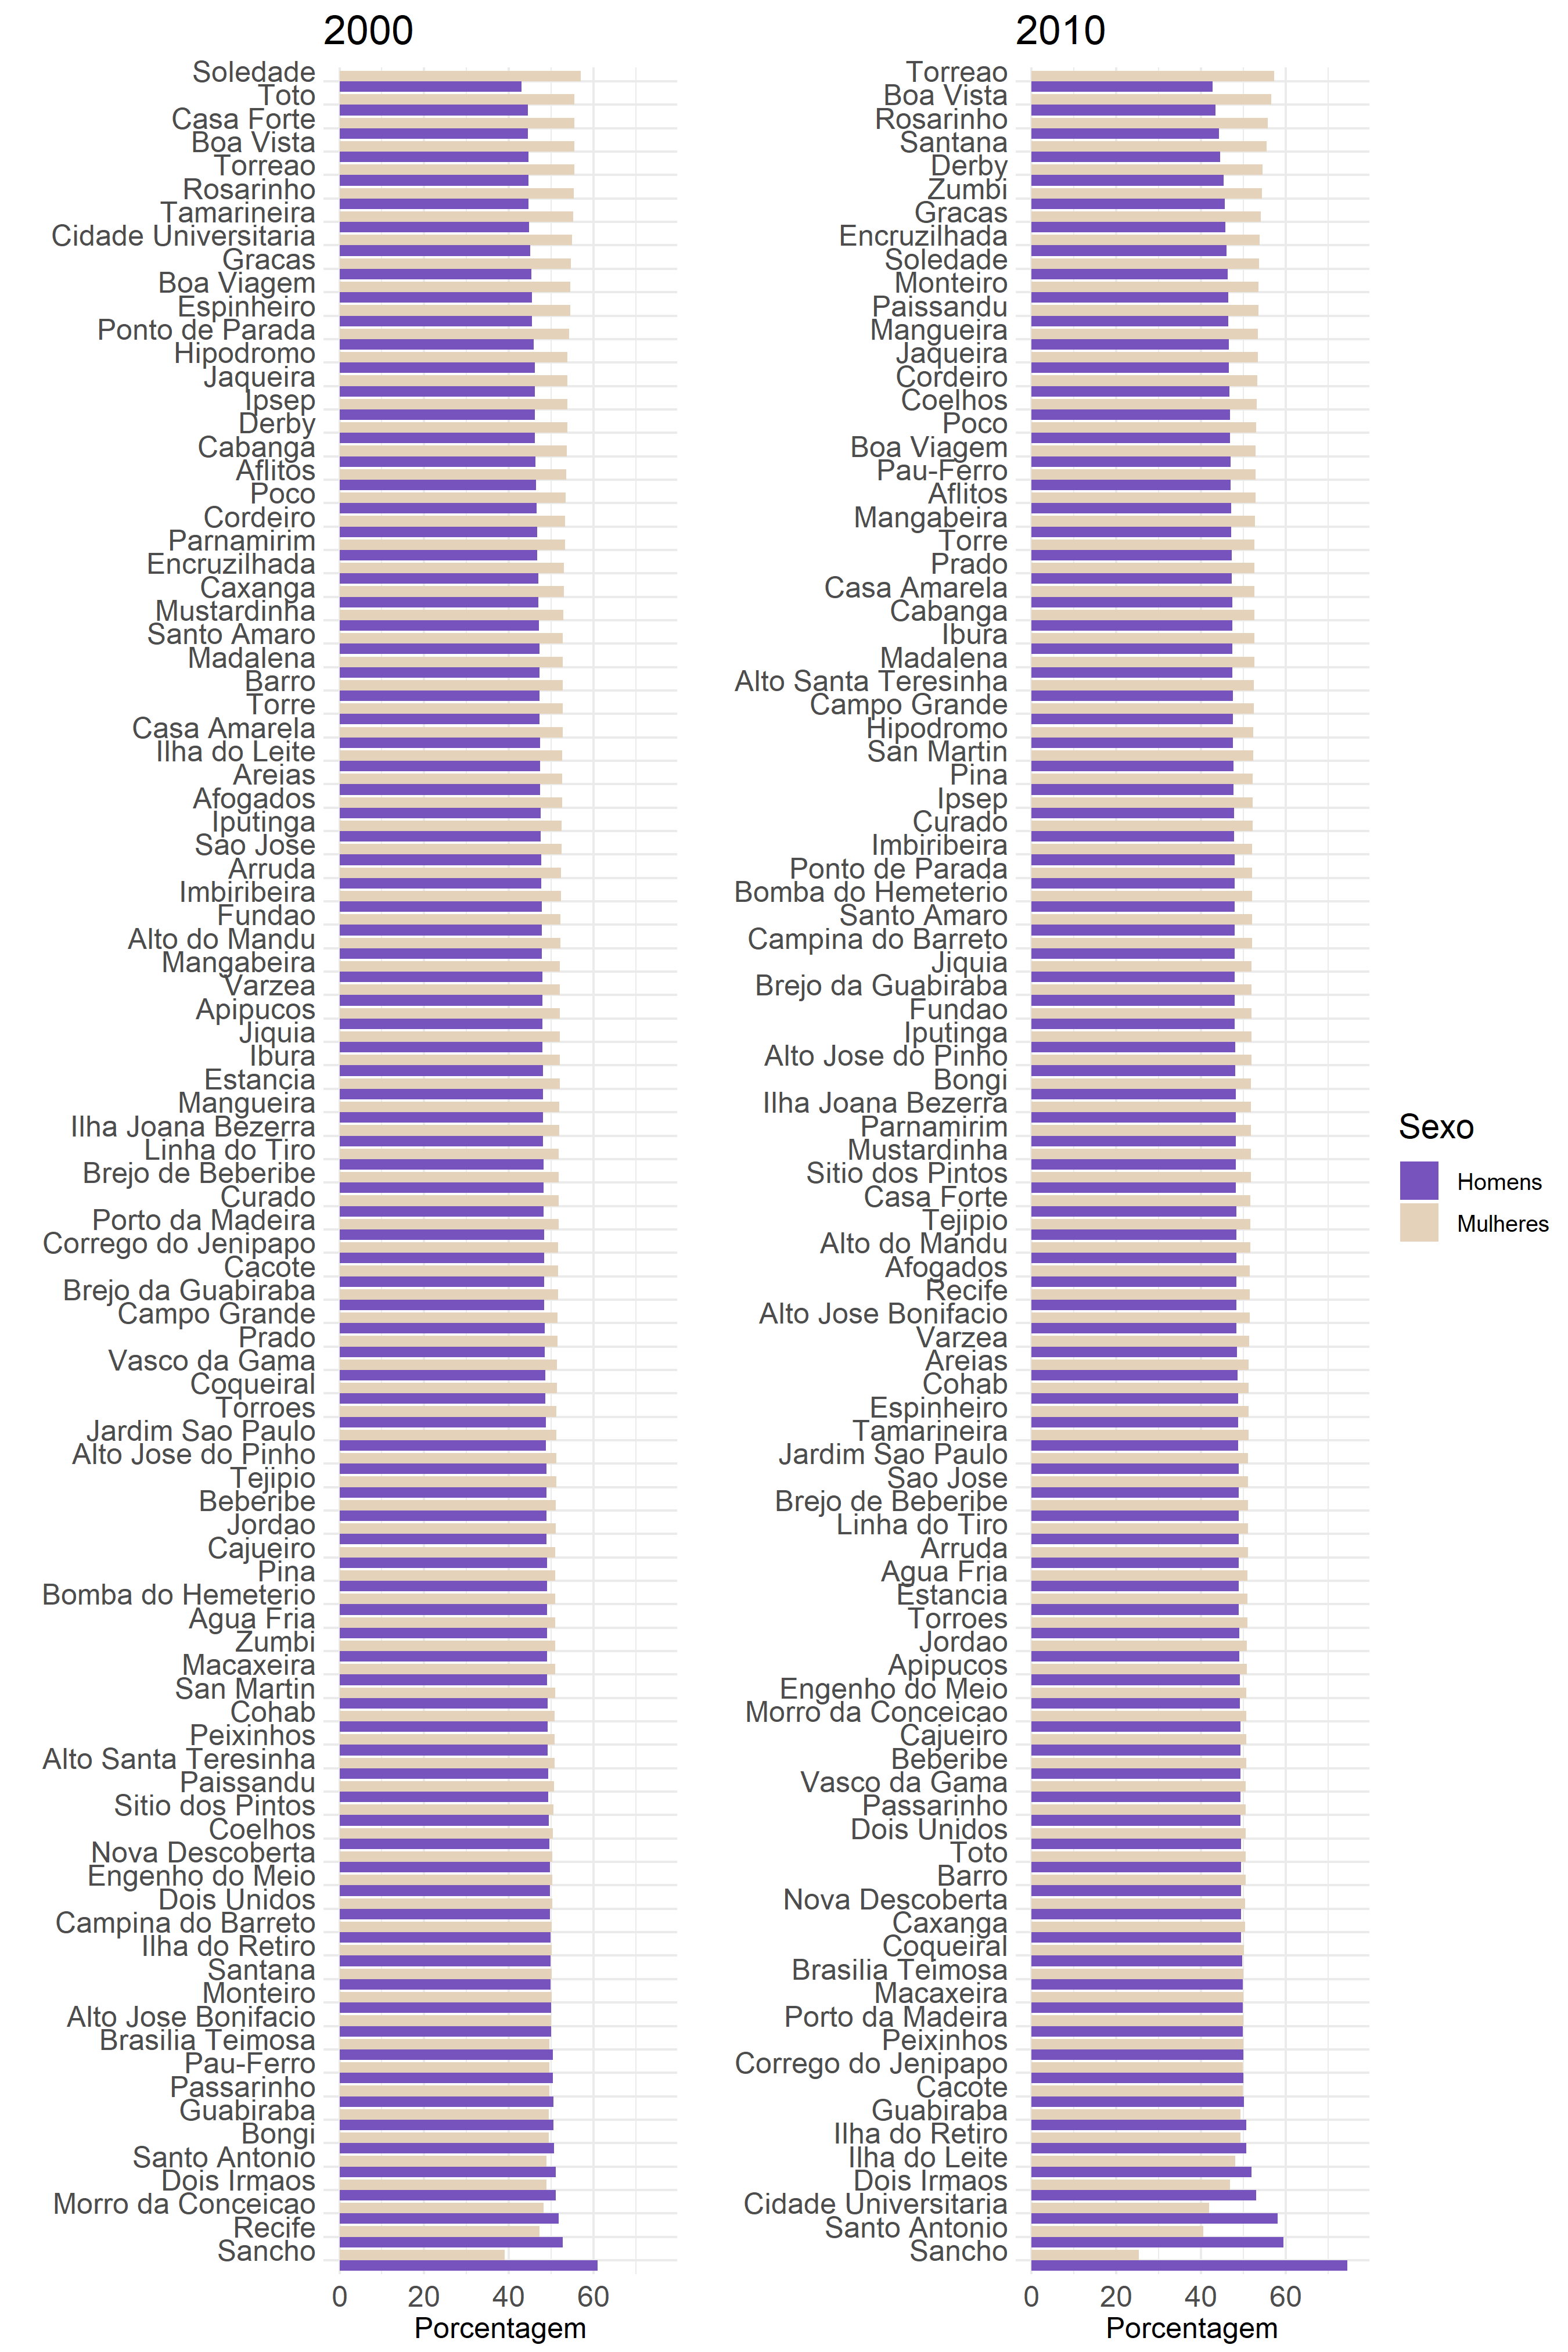 2000
Soledade
Toto
Casa Forte
Boa Vista
Torreao
Rosarinho
Tamarineira
Cidade Universitaria
Gracas
Boa Viagem
Espinheiro
Ponto de Parada
Hipodromo
Jaqueira
Ipsep
Derby
Cabanga
Aflitos
Poco
Cordeiro
Parnamirim
Encruzilhada
Caxanga
Mustardinha
Santo Amaro
Madalena
Barro
Torre
Casa Amarela
Ilha do Leite
Areias
Afogados
Iputinga
Sao Jose
Arruda
Imbiribeira
Fundao
Alto do Mandu
Mangabeira
Varzea
Apipucos
Jiquia
Ibura
Estancia
Mangueira
Ilha Joana Bezerra
Linha do Tiro
Brejo de Beberibe
Curado
Porto da Madeira
Corrego do Jenipapo
Cacote
Brejo da Guabiraba
Campo Grande
Prado
Vasco da Gama
Coqueiral
Torroes
Jardim Sao Paulo
Alto Jose do Pinho
Tejipio
Beberibe
Jordao
Cajueiro
Pina
Bomba do Hemeterio
Agua Fria
Zumbi
Macaxeira
San Martin
Cohab
Peixinhos
Alto Santa Teresinha
Paissandu
Sitio dos Pintos
Coelhos
Nova Descoberta
Engenho do Meio
Dois Unidos
Campina do Barreto
Ilha do Retiro
Santana
Monteiro
Alto Jose Bonifacio
Brasilia Teimosa
Pau-Ferro
Passarinho
Guabiraba
Bongi
Santo Antonio
Dois Irmaos
Morro da Conceicao
Recife
Sancho
0 20 40 60
Porcentagem
2010
Torreao
Boa Vista
Rosarinho
Santana
Derby
Zumbi
Gracas
Encruzilhada
Soledade
Monteiro
Paissandu
Mangueira
Jaqueira
Cordeiro
Coelhos
Poco
Boa Viagem
Pau-Ferro
Aflitos
Mangabeira
Torre
Prado
Casa Amarela
Cabanga
Ibura
Madalena
Alto Santa Teresinha
Campo Grande
Hipodromo
San Martin
Pina
Ipsep
Curado
Imbiribeira
Ponto de Parada
Bomba do Hemeterio
Santo Amaro
Campina do Barreto
Jiquia
Brejo da Guabiraba
Fundao
Iputinga
Alto Jose do Pinho
Bongi
Ilha Joana Bezerra
Parnamirim
Mustardinha
Sitio dos Pintos
Casa Forte
Tejipio
Alto do Mandu
Afogados
Recife
Alto Jose Bonifacio
Varzea
Areias
Cohab
Espinheiro
Tamarineira
Jardim Sao Paulo
Sao Jose
Brejo de Beberibe
Linha do Tiro
Arruda
Agua Fria
Estancia
Torroes
Jordao
Apipucos
Engenho do Meio
Morro da Conceicao
Cajueiro
Beberibe
Vasco da Gama
Passarinho
Dois Unidos
Toto
Barro
Nova Descoberta
Caxanga
Coqueiral
Brasilia Teimosa
Macaxeira
Porto da Madeira
Peixinhos
Corrego do Jenipapo
Cacote
Guabiraba
Ilha do Retiro
Ilha do Leite
Dois Irmaos
Cidade Universitaria
Santo Antonio
Sancho
0 20 40 60
Porcentagem
Sexo
Homens
Mulheres